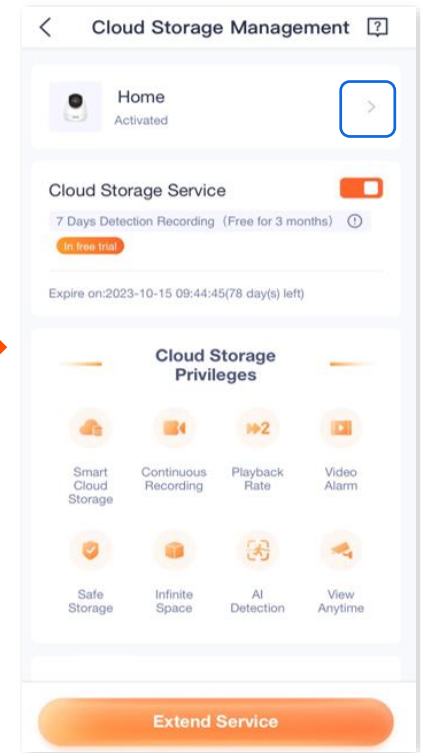 Cloud Storage Management
Home
Activated
Cloud Storage Service
7 Days Detection Recording (Free for 3 months)
In free trial
Expire on:2023-10-15 09:44:45(78 day(s) left)
Cloud Storage
Privileges
2
Smart
Cloud
Storage
Continuous
Recording
Playback
Rate
Video
Alarm
Safe
Storage
Infinite
Space
AI
Detection
View
Anytime
Extend Service